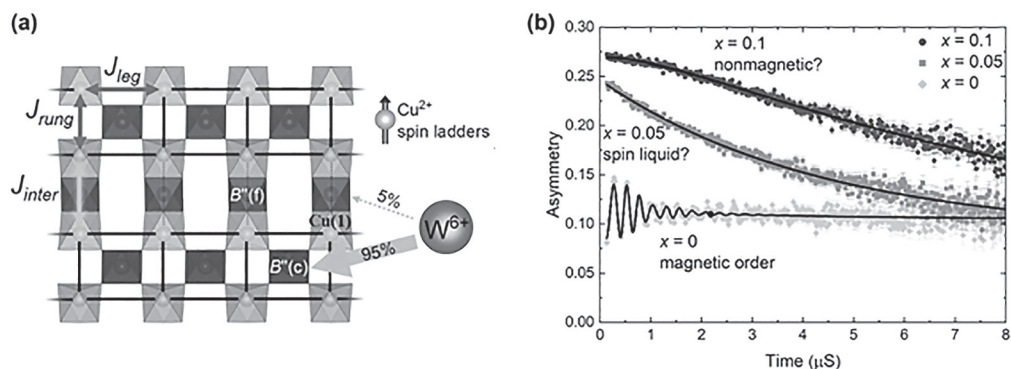 (a)
J_leg
J_rung
J_inter
Cu²⁺
spin ladders
B"(f)
Cu(1)
5%
W⁶⁺
95%
B"(c)
(b)
Asymmetry
0.30
0.25
0.20
0.15
0.10
0.05
0.00
x = 0.1
nonmagnetic?
x = 0.1
x = 0.05
x = 0
x = 0.05
spin liquid?
x = 0
magnetic order
0 1 2 3 4 5 6 7 8
Time (μS)